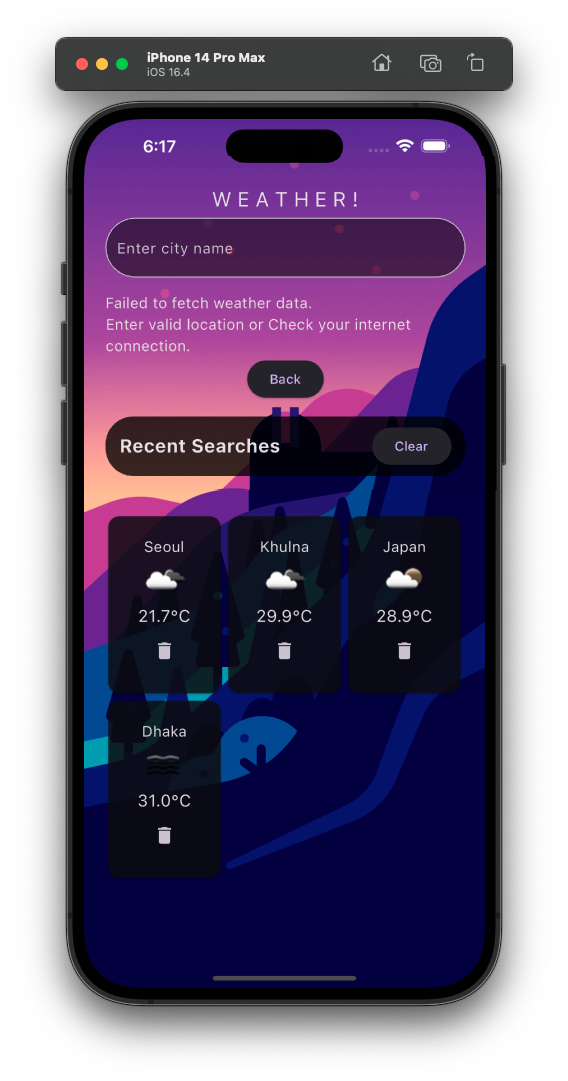 iPhone 14 Pro Max
iOS 16.4
6:17
WEATHER!
Enter city name
Failed to fetch weather data.
Enter valid location or Check your internet
connection.
Back
Recent Searches
Clear
Seoul
Khulna
Japan
21.7°C
29.9°C
28.9°C
Dhaka
31.0°C